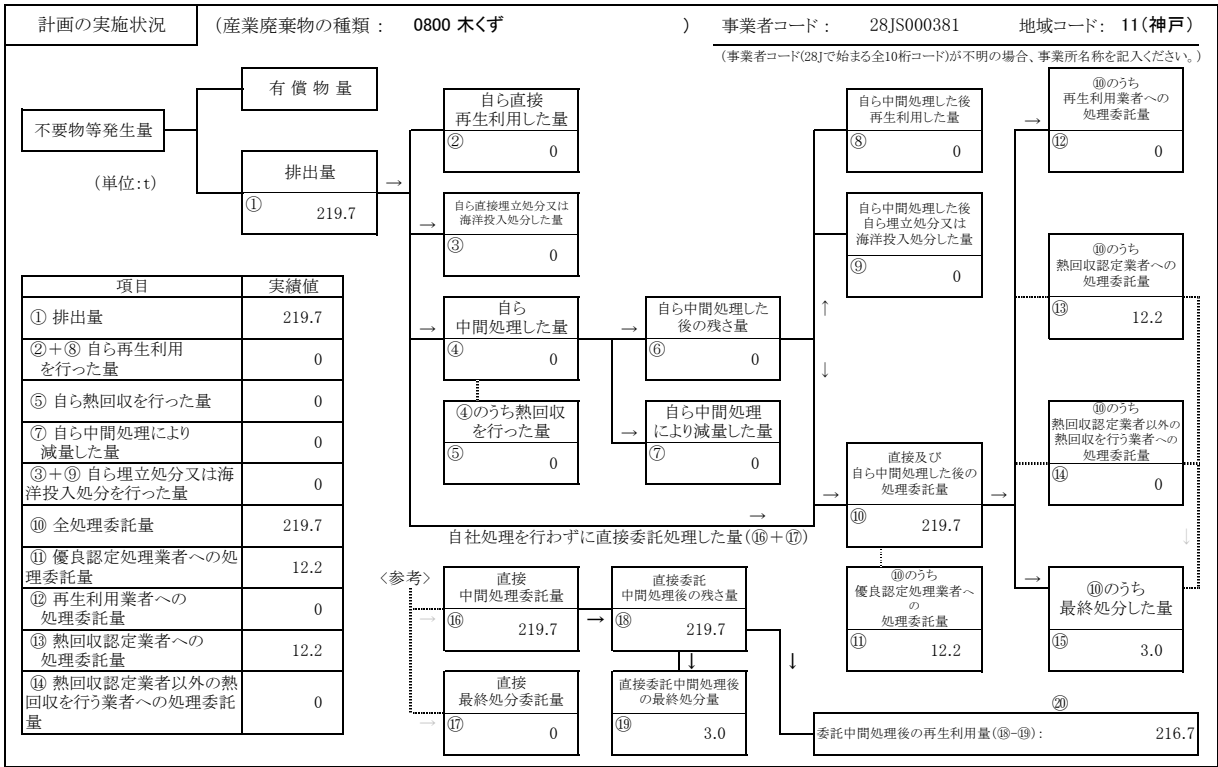 計画の実施状況
(産業廃棄物の種類： 0800 木くず )
事業者コード： 28JS000381 地域コード： 11(神戸)
(事業者コード(28Jで始まる全10桁コード)が不明の場合、事業所名称を記入ください。)
不要物等発生量
(単位:t)
有償物量
排出量
① 219.7
→
自ら直接
再生利用した量
② 0
→
自ら直接埋立処分又は
海洋投入処分した量
③ 0
→
自ら
中間処理した量
④ 0
④のうち熱回収
を行った量
⑤ 0
→
自ら中間処理した
後の残さ量
⑥ 0
→
自ら中間処理
により減量した量
⑦ 0
自ら中間処理した後
再生利用した量
⑧ 0
自ら中間処理した後
自ら埋立処分又は
海洋投入処分した量
⑨ 0
↑
↓
→
直接及び
自ら中間処理した後の
処理委託量
⑩ 219.7
→
⑩のうち
優良認定処理業者へ
の
処理委託量
⑪ 12.2
→
⑩のうち
再生利用業者への
処理委託量
⑫ 0
⑩のうち
熱回収認定業者への
処理委託量
⑬ 12.2
⑩のうち
熱回収認定業者以外の
熱回収を行う業者への
処理委託量
⑭ 0
↓
→
⑩のうち
最終処分した量
⑮ 3.0
項目 実績値
① 排出量 219.7
②＋⑧ 自ら再生利用
を行った量 0
⑤ 自ら熱回収を行った量 0
⑦ 自ら中間処理により
減量した量 0
③＋⑨ 自ら埋立処分又は海
洋投入処分を行った量 0
⑩ 全処理委託量 219.7
⑪ 優良認定処理業者への処
理委託量 12.2
⑫ 再生利用業者への
処理委託量 0
⑬ 熱回収認定業者への
処理委託量 12.2
⑭ 熱回収認定業者以外の熱
回収を行う業者への処理委託
量 0
→
自社処理を行わずに直接委託処理した量(⑯＋⑰)
〈参考〉
→
直接
中間処理委託量
⑯ 219.7
→
直接委託
中間処理後の残さ量
⑱ 219.7
→
直接
最終処分委託量
⑰ 0
↓
直接委託中間処理後
の最終処分量
⑲ 3.0
↓
⑳
委託中間処理後の再生利用量(⑱-⑲)： 216.7